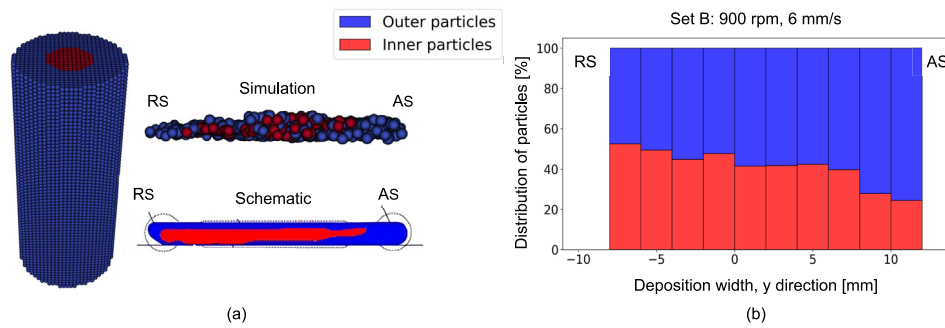 Outer particles
Inner particles
RS
Simulation
AS
RS
Schematic
AS
(a)
Set B: 900 rpm, 6 mm/s
Distribution of particles [%]
100
80
60
40
20
0
RS
AS
−10
−5
0
5
10
Deposition width, y direction [mm]
(b)